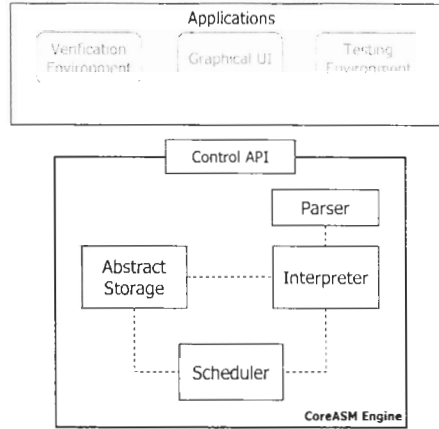 Applications
Verification
Environment
Graphical UI
Testing
Environment
Control API
Parser
Abstract
Storage
Interpreter
Scheduler
CoreASM Engine